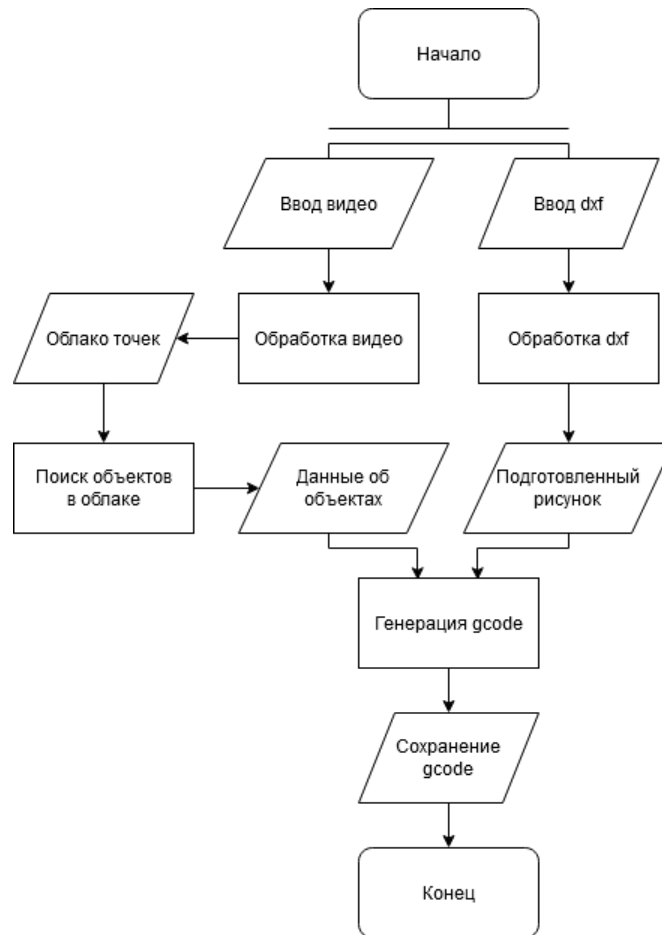 Начало
Ввод видео
Ввод dxf
Облако точек
Обработка видео
Обработка dxf
Поиск объектов
в облаке
Данные об
объектах
Подготовленный
рисунок
Генерация gcode
Сохранение
gcode
Конец